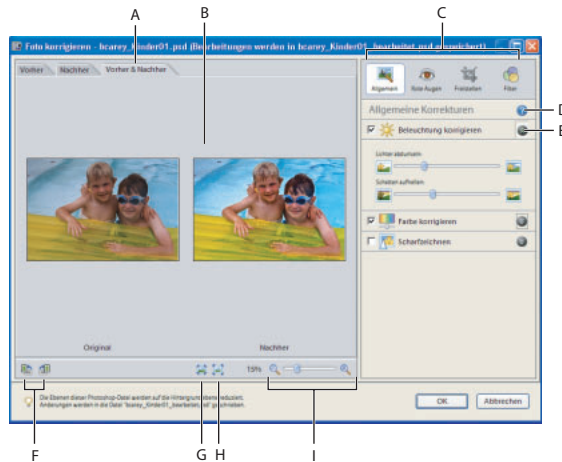 A
B
C
Foto korrigieren - bcarey_Kinder01.psd (Bearbeitungen werden in bcarey_Kinder01_bearbeitet.psd gespeichert)
Vorher
Nachher
Vorher & Nachher
Allgemein
Rote Augen
Freistellen
Filter
Allgemeine Korrekturen
D
Beleuchtung korrigieren
E
Lichter abdunkeln:
Schatten aufhellen:
Farbe korrigieren
Scharfzeichnen
Original
Nachher
15%
Die Ebenen dieser Photoshop-Datei werden auf die Hintergrundebene reduziert.
Änderungen werden in die Datei "bcarey_Kinder01_bearbeitet.psd" geschrieben.
OK
Abbrechen
F
G
H
I